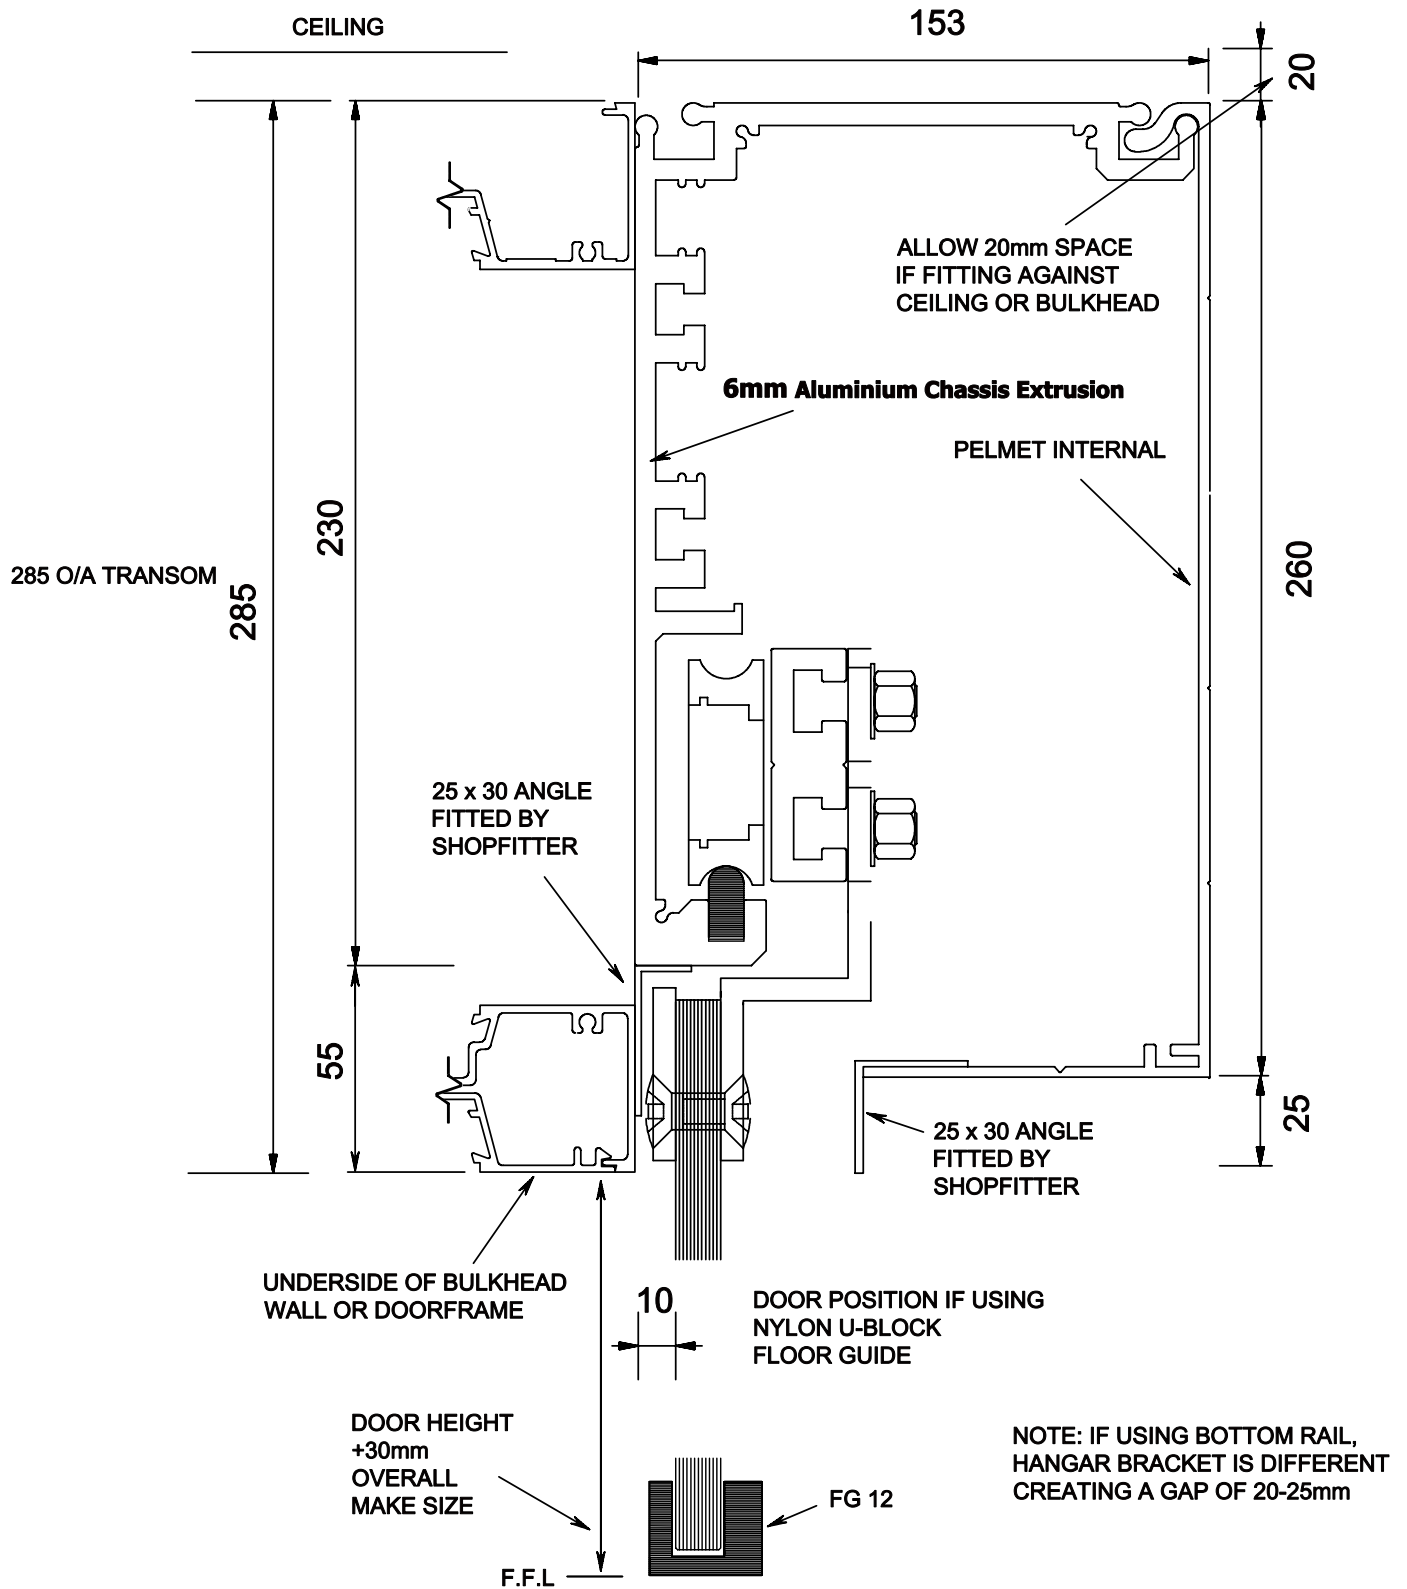 CEILING
153
20
ALLOW 20mm SPACE
IF FITTING AGAINST
CEILING OR BULKHEAD
6mm Aluminium Chassis Extrusion
PELMET INTERNAL
230
260
285 O/A TRANSOM
285
25 x 30 ANGLE
FITTED BY
SHOPFITTER
55
25
25 x 30 ANGLE
FITTED BY
SHOPFITTER
UNDERSIDE OF BULKHEAD
WALL OR DOORFRAME
10
DOOR POSITION IF USING
NYLON U-BLOCK
FLOOR GUIDE
DOOR HEIGHT
+30mm
OVERALL
MAKE SIZE
NOTE: IF USING BOTTOM RAIL,
HANGAR BRACKET IS DIFFERENT
CREATING A GAP OF 20-25mm
FG 12
F.F.L